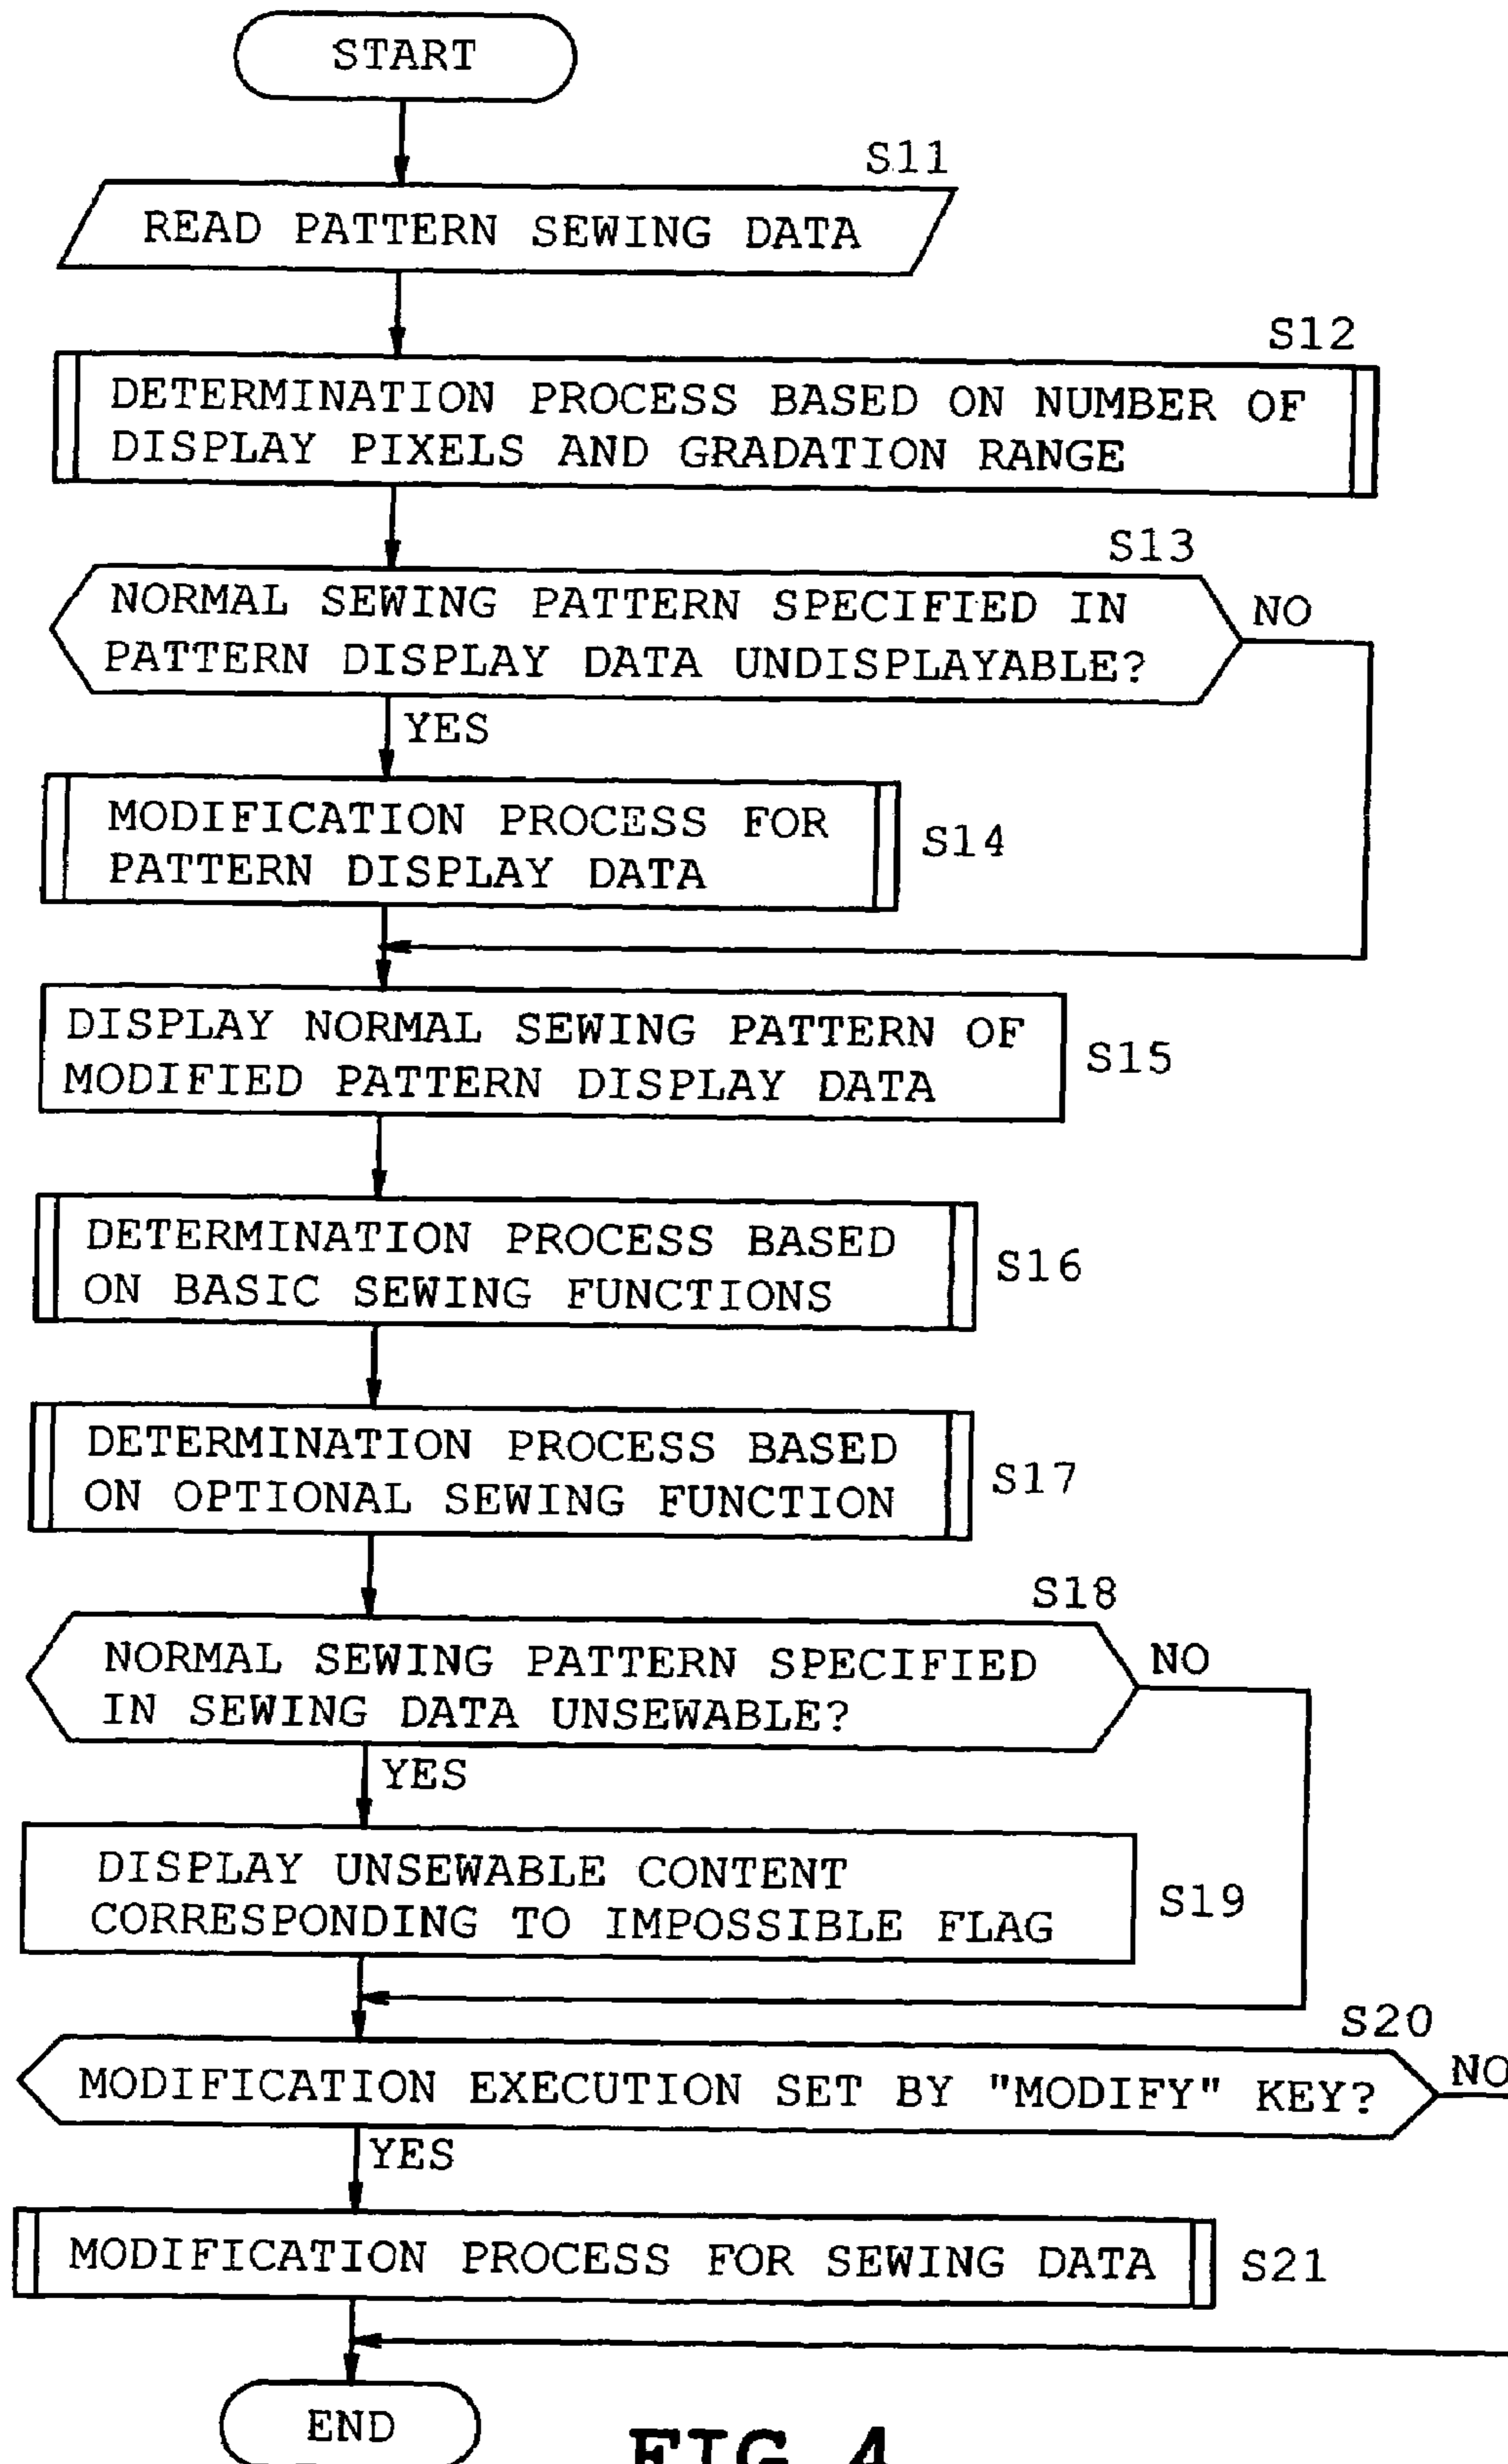 START
S11
READ PATTERN SEWING DATA
S12
DETERMINATION PROCESS BASED ON NUMBER OF
DISPLAY PIXELS AND GRADATION RANGE
S13
NORMAL SEWING PATTERN SPECIFIED IN
PATTERN DISPLAY DATA UNDISPLAYABLE?
NO
YES
MODIFICATION PROCESS FOR
PATTERN DISPLAY DATA
S14
DISPLAY NORMAL SEWING PATTERN OF
MODIFIED PATTERN DISPLAY DATA
S15
DETERMINATION PROCESS BASED
ON BASIC SEWING FUNCTIONS
S16
DETERMINATION PROCESS BASED
ON OPTIONAL SEWING FUNCTION
S17
S18
NORMAL SEWING PATTERN SPECIFIED
IN SEWING DATA UNSEWABLE?
NO
YES
DISPLAY UNSEWABLE CONTENT
CORRESPONDING TO IMPOSSIBLE FLAG
S19
S20
MODIFICATION EXECUTION SET BY "MODIFY" KEY?
NO
YES
MODIFICATION PROCESS FOR SEWING DATA
S21
END
FIG. 4